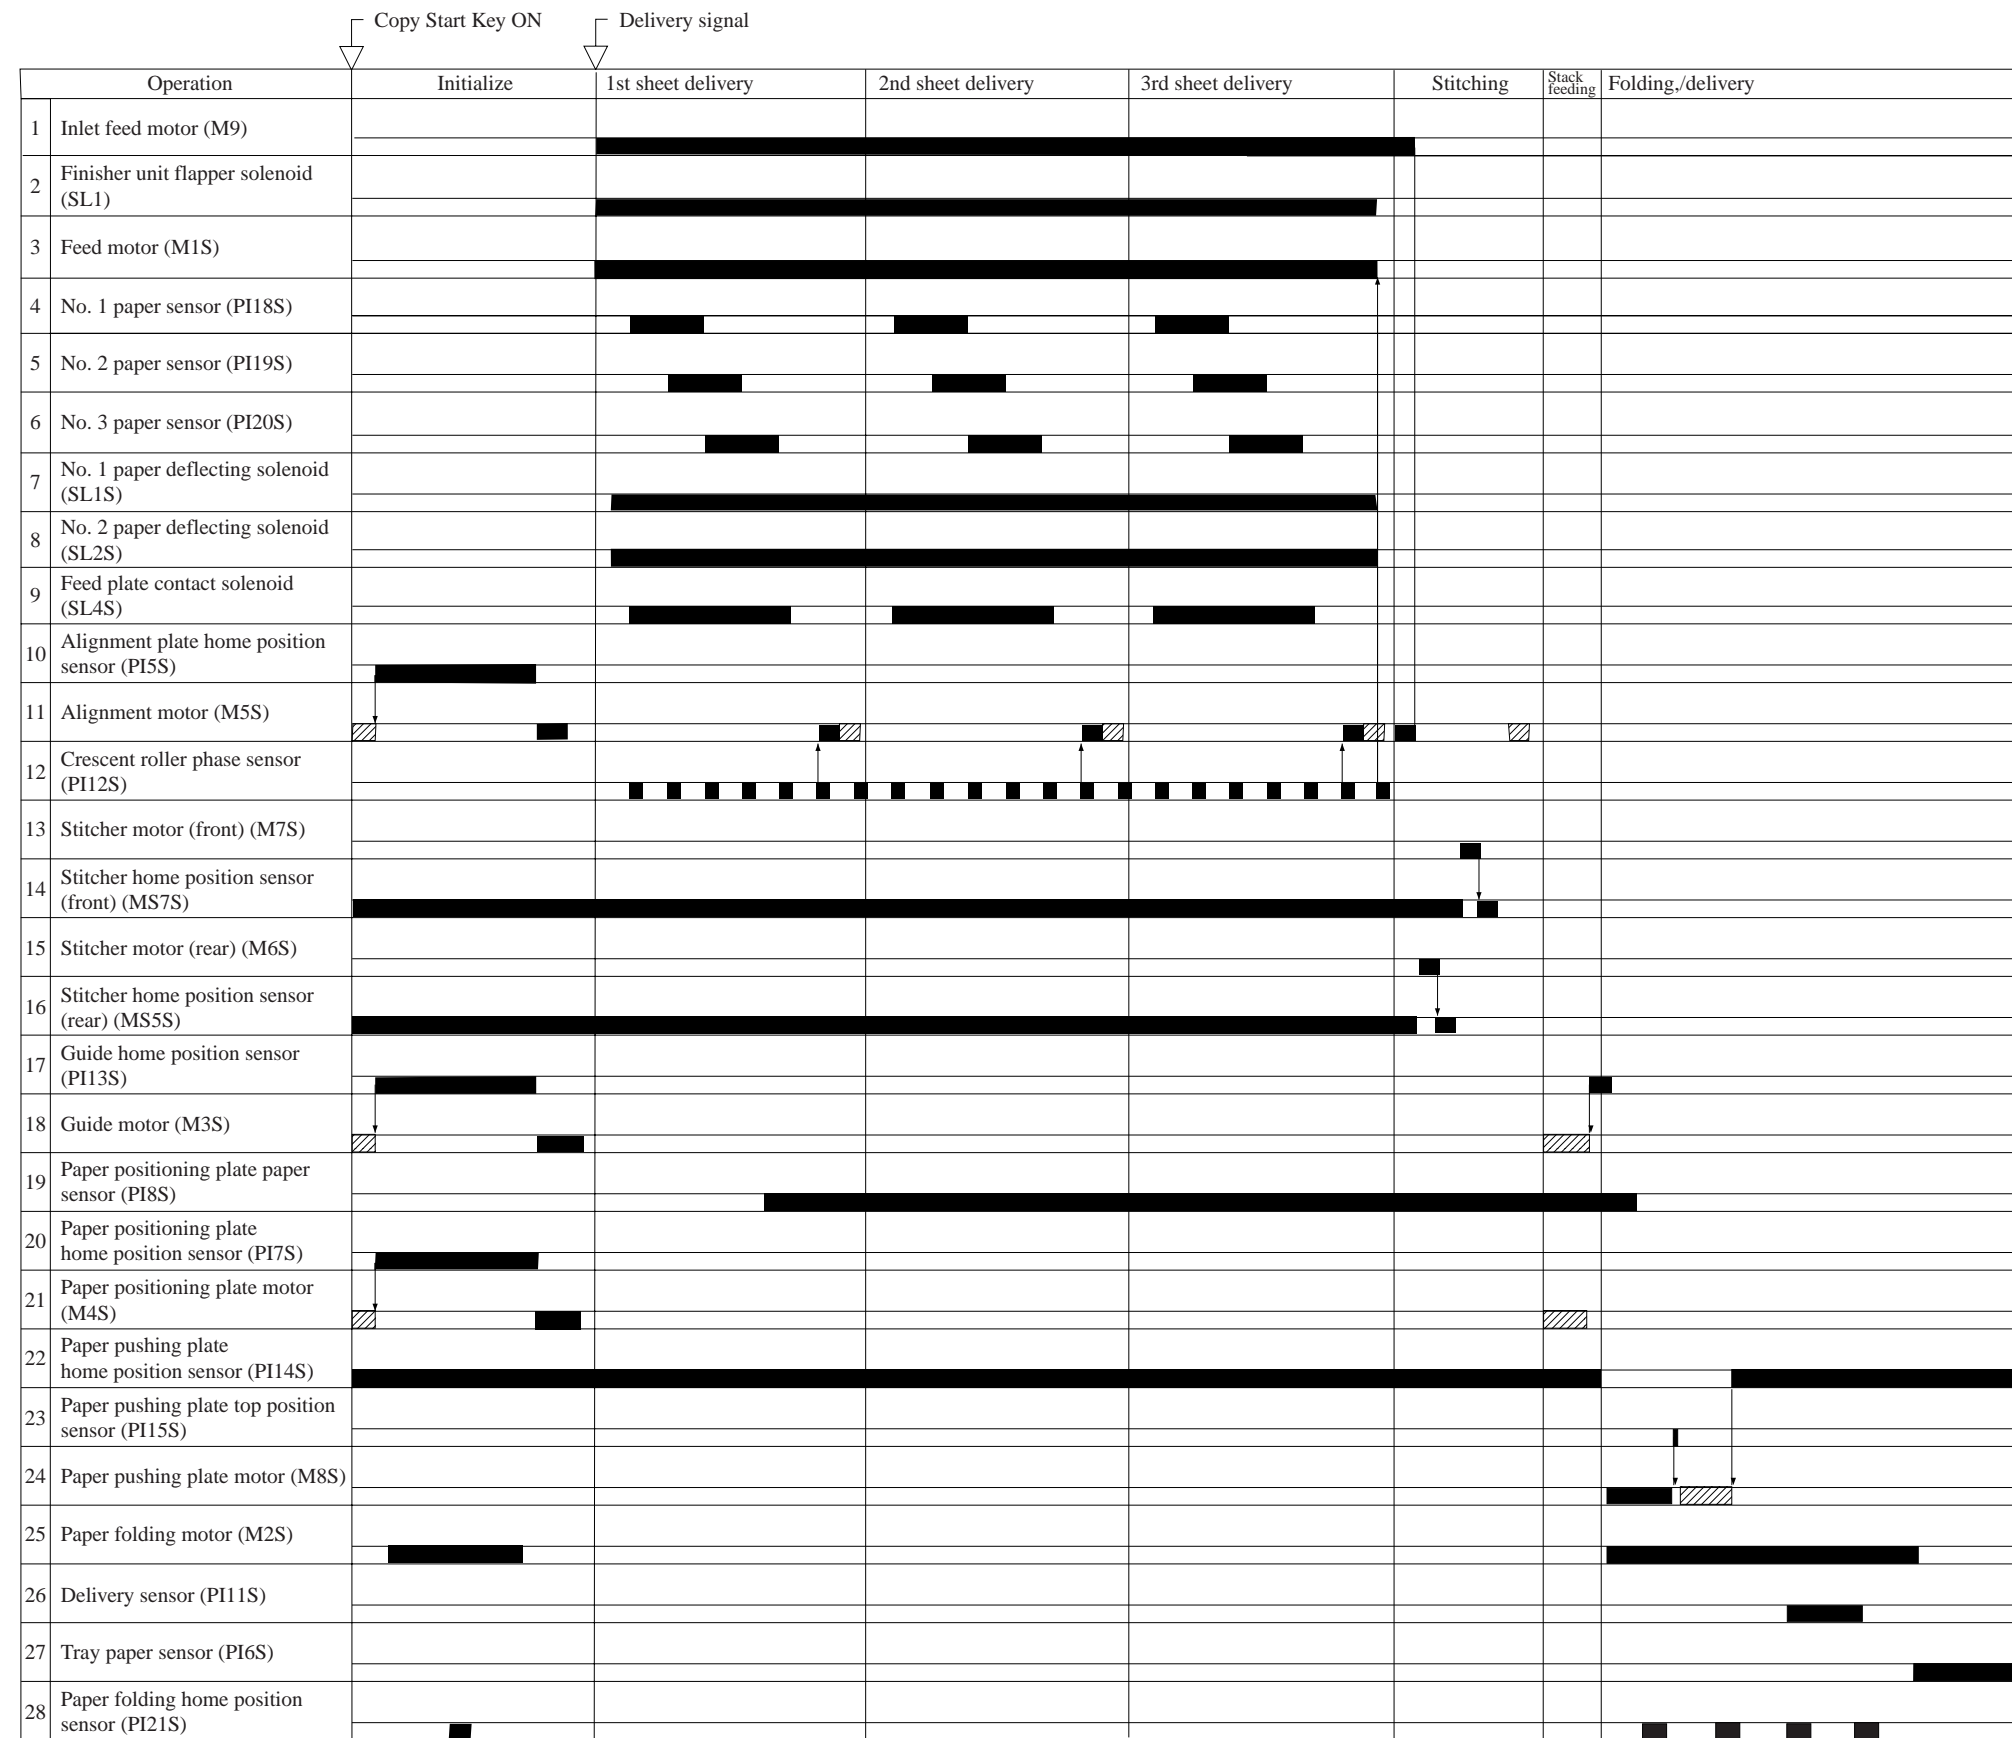 Copy Start Key ON
Delivery signal
Operation
Initialize
1st sheet delivery
2nd sheet delivery
3rd sheet delivery
Stitching
Stack
feeding
Folding,/delivery
1 Inlet feed motor (M9)
2 Finisher unit flapper solenoid
(SL1)
3 Feed motor (M1S)
4 No. 1 paper sensor (PI18S)
5 No. 2 paper sensor (PI19S)
6 No. 3 paper sensor (PI20S)
7 No. 1 paper deflecting solenoid
(SL1S)
8 No. 2 paper deflecting solenoid
(SL2S)
9 Feed plate contact solenoid
(SL4S)
10 Alignment plate home position
sensor (PI5S)
11 Alignment motor (M5S)
12 Crescent roller phase sensor
(PI12S)
13 Stitcher motor (front) (M7S)
14 Stitcher home position sensor
(front) (MS7S)
15 Stitcher motor (rear) (M6S)
16 Stitcher home position sensor
(rear) (MS5S)
17 Guide home position sensor
(PI13S)
18 Guide motor (M3S)
19 Paper positioning plate paper
sensor (PI8S)
20 Paper positioning plate
home position sensor (PI7S)
21 Paper positioning plate motor
(M4S)
22 Paper pushing plate
home position sensor (PI14S)
23 Paper pushing plate top position
sensor (PI15S)
24 Paper pushing plate motor (M8S)
25 Paper folding motor (M2S)
26 Delivery sensor (PI11S)
27 Tray paper sensor (PI6S)
28 Paper folding home position
sensor (PI21S)